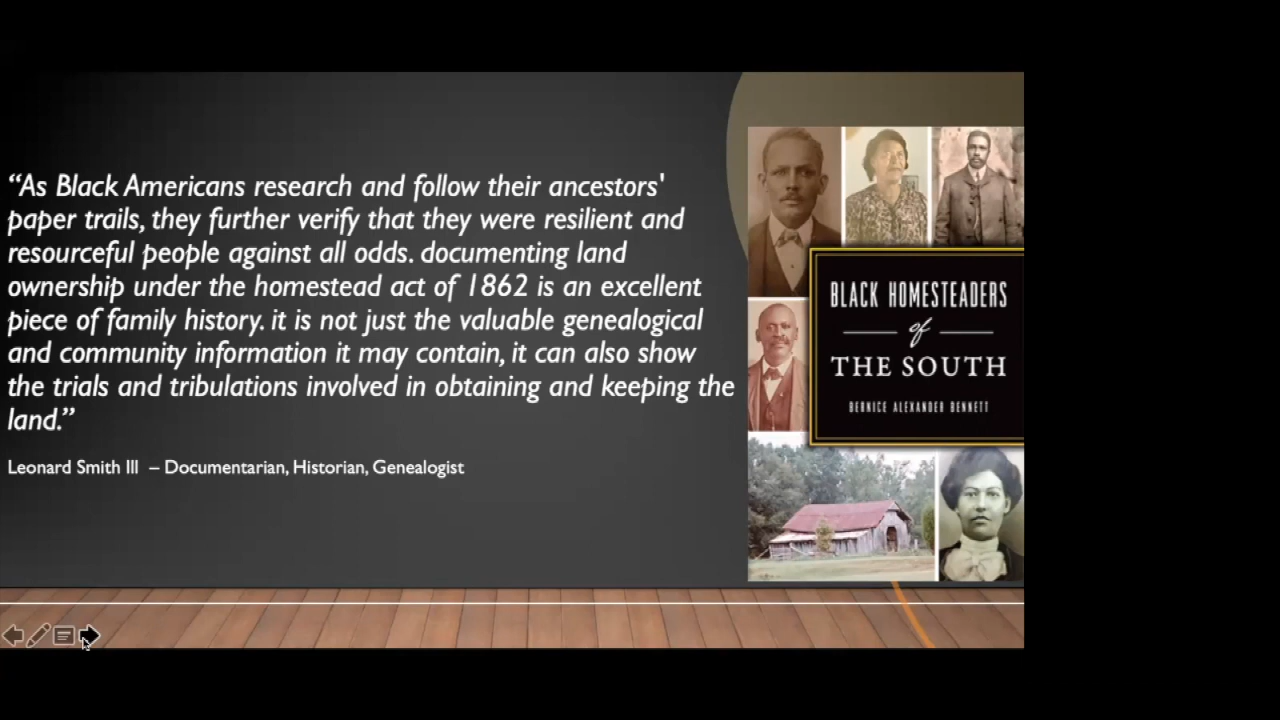 “As Black Americans research and follow their ancestors'
paper trails, they further verify that they were resilient and
resourceful people against all odds. documenting land
ownership under the homestead act of 1862 is an excellent
piece of family history. it is not just the valuable genealogical
and community information it may contain, it can also show
the trials and tribulations involved in obtaining and keeping the
land.”
Leonard Smith III – Documentarian, Historian, Genealogist
BLACK HOMESTEADERS
of
THE SOUTH
BERNICE ALEXANDER BENNETT